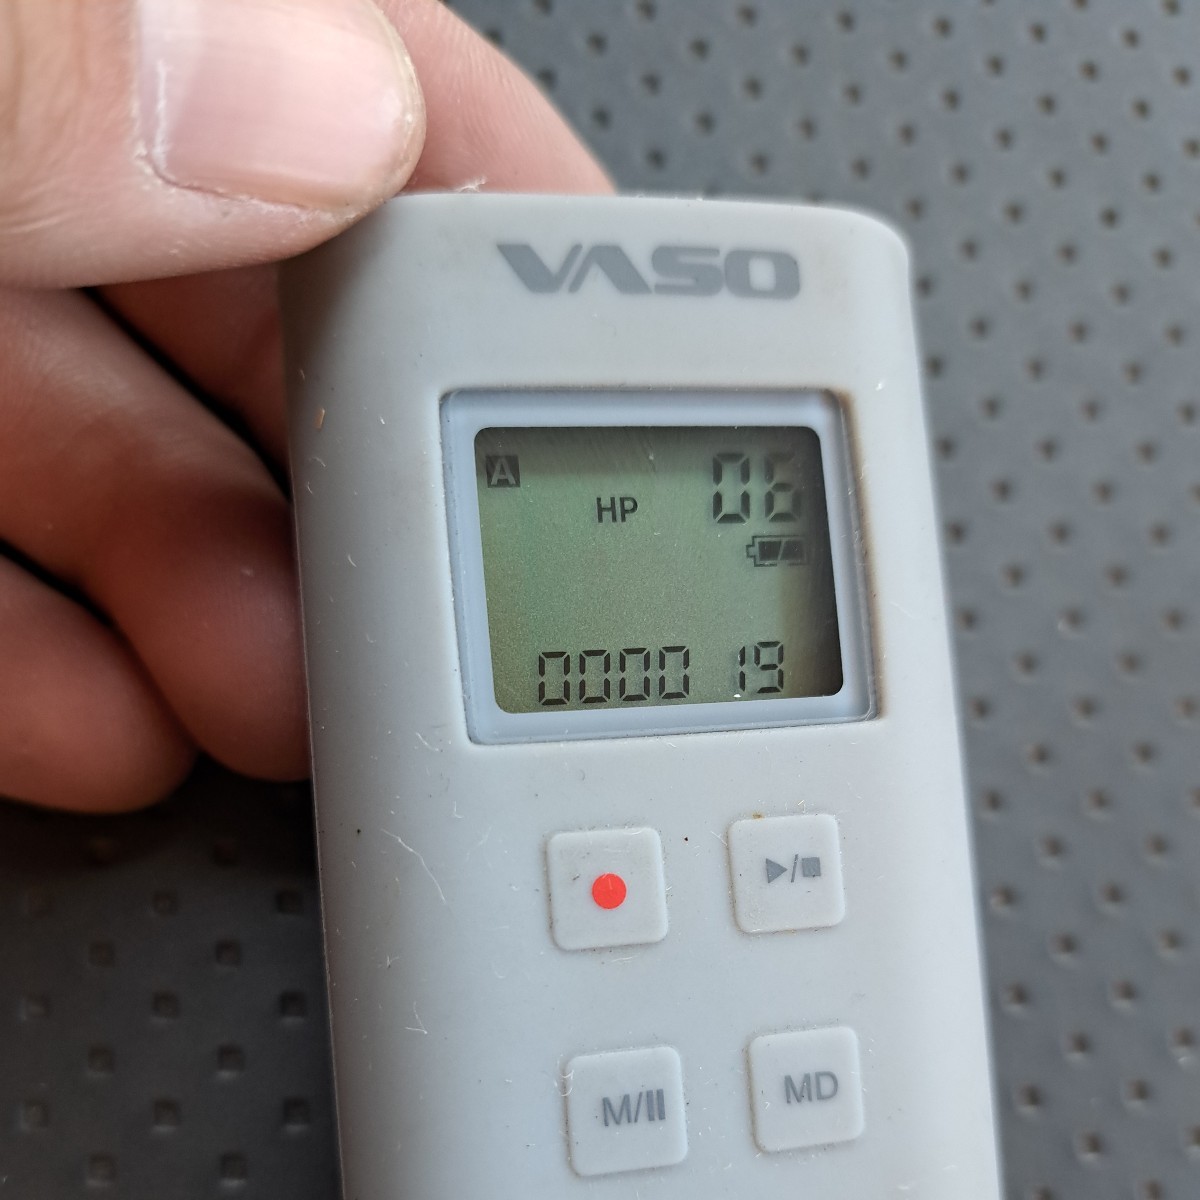 VASO
A
HP 06
0000 19
▶/■
M/II
MD